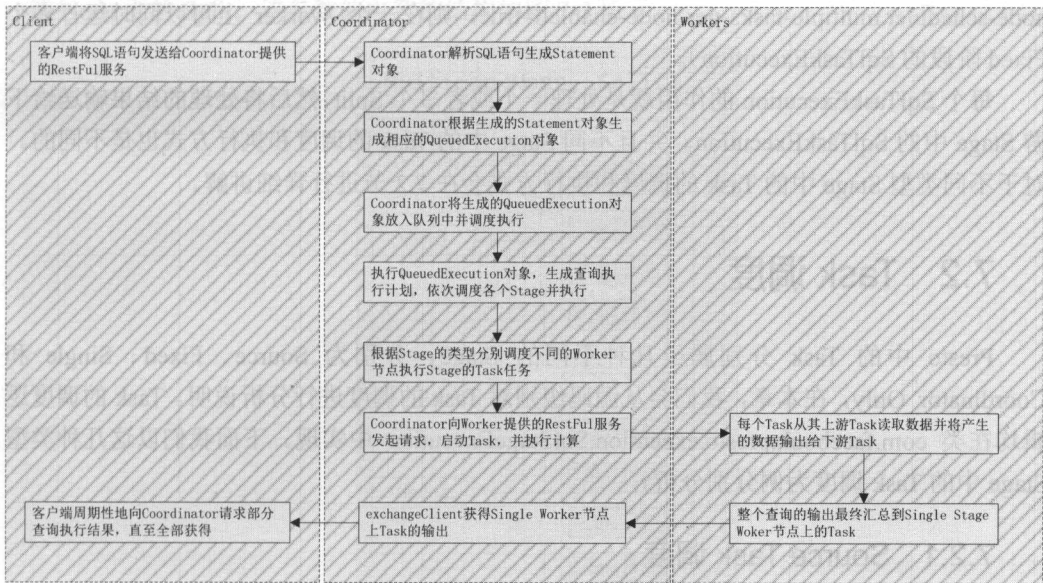 Client
Coordinator
Workers
客户端将SQL语句发送给Coordinator提供
的RestFul服务
Coordinator解析SQL语句生成Statement
对象
Coordinator根据生成的Statement对象生
成相应的QueuedExecution对象
Coordinator将生成的QueuedExecution对
象放入队列中并调度执行
执行QueuedExecution对象，生成查询执
行计划，依次调度各个Stage并执行
根据Stage的类型分别调度不同的Worker
节点执行Stage的Task任务
Coordinator向Worker提供的RestFul服务
发起请求，启动Task，并执行计算
每个Task从其上游Task读取数据并将产生
的数据输出给下游Task
整个查询的输出最终汇总到Single Stage
Woker节点上的Task
exchangeClient获得Single Worker节点
上Task的输出
客户端周期性地向Coordinator请求部分
查询执行结果，直至全部获得